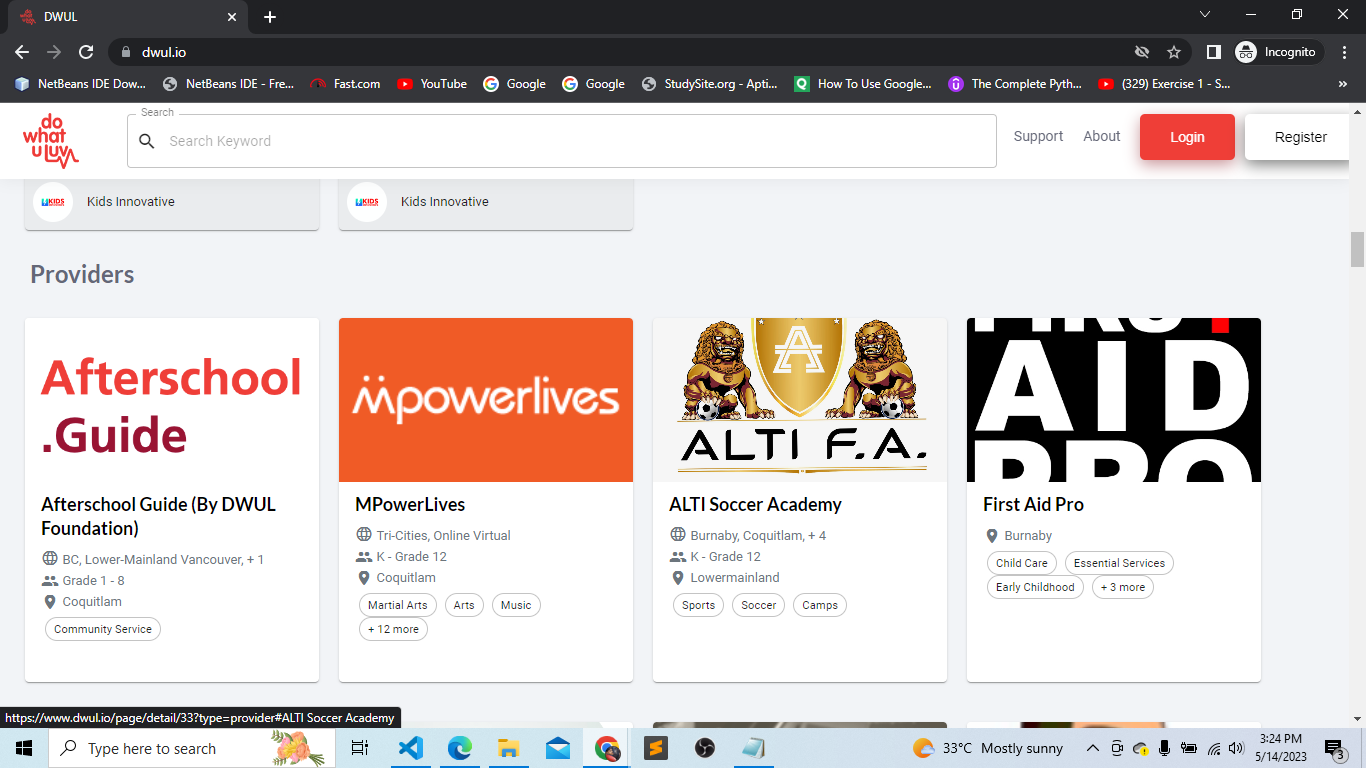 DWUL
dwul.io
Incognito
NetBeans IDE Dow...
NetBeans IDE - Fre...
Fast.com
YouTube
Google
Google
StudySite.org - Apti...
How To Use Google...
The Complete Pyth...
(329) Exercise 1 - S...
»
do
what
u luv
Search
Search Keyword
Support
About
Login
Register
KIDS
Kids Innovative
KIDS
Kids Innovative
Providers
Afterschool
.Guide
Afterschool Guide (By DWUL
Foundation)
BC, Lower-Mainland Vancouver, + 1
Grade 1 - 8
Coquitlam
Community Service
mpowerlives
MPowerLives
Tri-Cities, Online Virtual
K - Grade 12
Coquitlam
Martial Arts
Arts
Music
+ 12 more
ALTI F.A.
ALTI Soccer Academy
Burnaby, Coquitlam, + 4
K - Grade 12
Lowermainland
Sports
Soccer
Camps
FIRST
AID
PRO
First Aid Pro
Burnaby
Child Care
Essential Services
Early Childhood
+ 3 more
https://www.dwul.io/page/detail/33?type=provider#ALTI Soccer Academy
Type here to search
33°C Mostly sunny
3:24 PM
5/14/2023
3